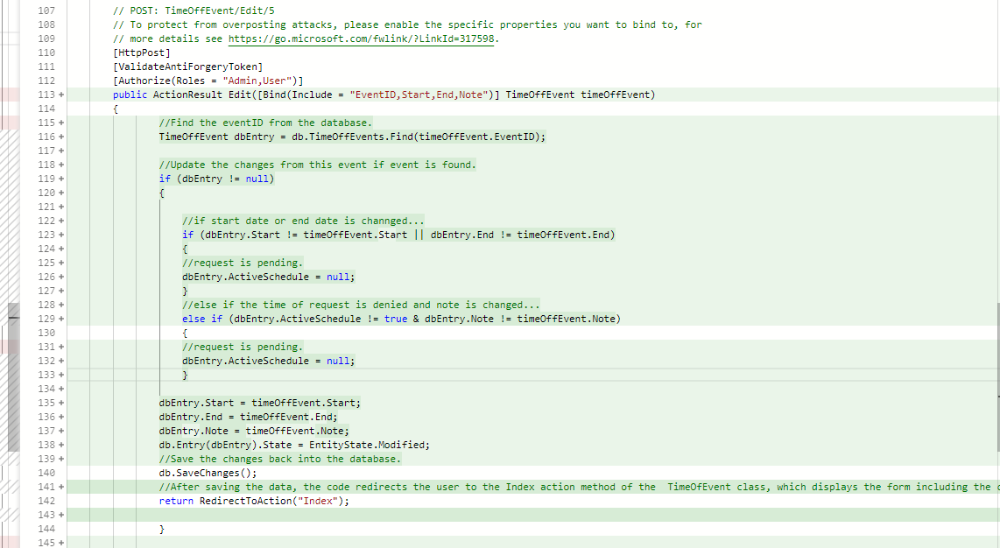 107 // POST: TimeOffEvent/Edit/5
108 // To protect from overposting attacks, please enable the specific properties you want to bind to, for
109 // more details see https://go.microsoft.com/fwlink/?LinkId=317598.
110 [HttpPost]
111 [ValidateAntiForgeryToken]
112 [Authorize(Roles = "Admin,User")]
113 + public ActionResult Edit([Bind(Include = "EventID,Start,End,Note")] TimeOffEvent timeOffEvent)
114 {
115 + //Find the eventID from the database.
116 + TimeOffEvent dbEntry = db.TimeOffEvents.Find(timeOffEvent.EventID);
117 +
118 + //Update the changes from this event if event is found.
119 + if (dbEntry != null)
120 + {
121 +
122 + //if start date or end date is channged...
123 + if (dbEntry.Start != timeOffEvent.Start || dbEntry.End != timeOffEvent.End)
124 + {
125 + //request is pending.
126 + dbEntry.ActiveSchedule = null;
127 + }
128 + //else if the time of request is denied and note is changed...
129 + else if (dbEntry.ActiveSchedule != true & dbEntry.Note != timeOffEvent.Note)
130 {
131 + //request is pending.
132 + dbEntry.ActiveSchedule = null;
133 + }
134 +
135 + dbEntry.Start = timeOffEvent.Start;
136 + dbEntry.End = timeOffEvent.End;
137 + dbEntry.Note = timeOffEvent.Note;
138 + db.Entry(dbEntry).State = EntityState.Modified;
139 + //Save the changes back into the database.
140 db.SaveChanges();
141 + //After saving the data, the code redirects the user to the Index action method of the  TimeOfEvent class, which displays the form including the
142 return RedirectToAction("Index");
143 +
144 }
145 +